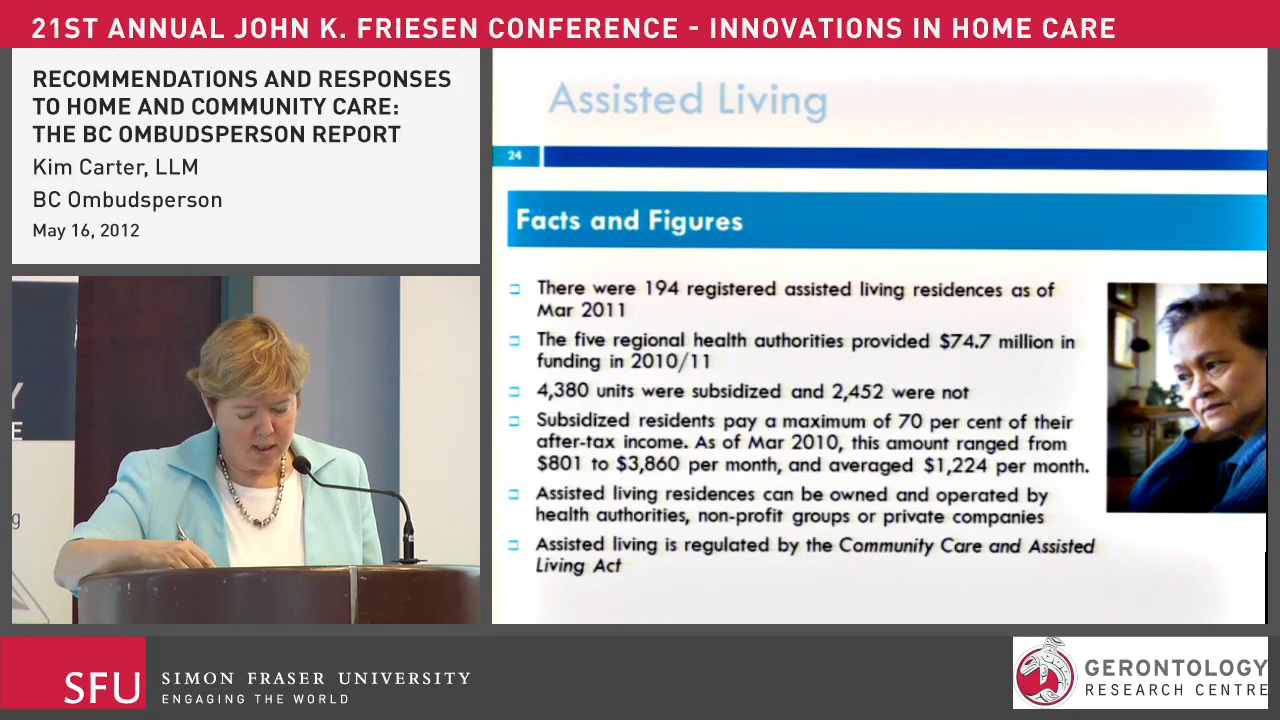 21ST ANNUAL JOHN K. FRIESEN CONFERENCE - INNOVATIONS IN HOME CARE
RECOMMENDATIONS AND RESPONSES
TO HOME AND COMMUNITY CARE:
THE BC OMBUDSPERSON REPORT
Kim Carter, LLM
BC Ombudsperson
May 16, 2012
Assisted Living
24
Facts and Figures
There were 194 registered assisted living residences as of
Mar 2011
The five regional health authorities provided $74.7 million in
funding in 2010/11
4,380 units were subsidized and 2,452 were not
Subsidized residents pay a maximum of 70 per cent of their
after-tax income. As of Mar 2010, this amount ranged from
$801 to $3,860 per month, and averaged $1,224 per month.
Assisted living residences can be owned and operated by
health authorities, non-profit groups or private companies
Assisted living is regulated by the Community Care and Assisted
Living Act
SFU
SIMON FRASER UNIVERSITY
ENGAGING THE WORLD
GERONTOLOGY
RESEARCH CENTRE